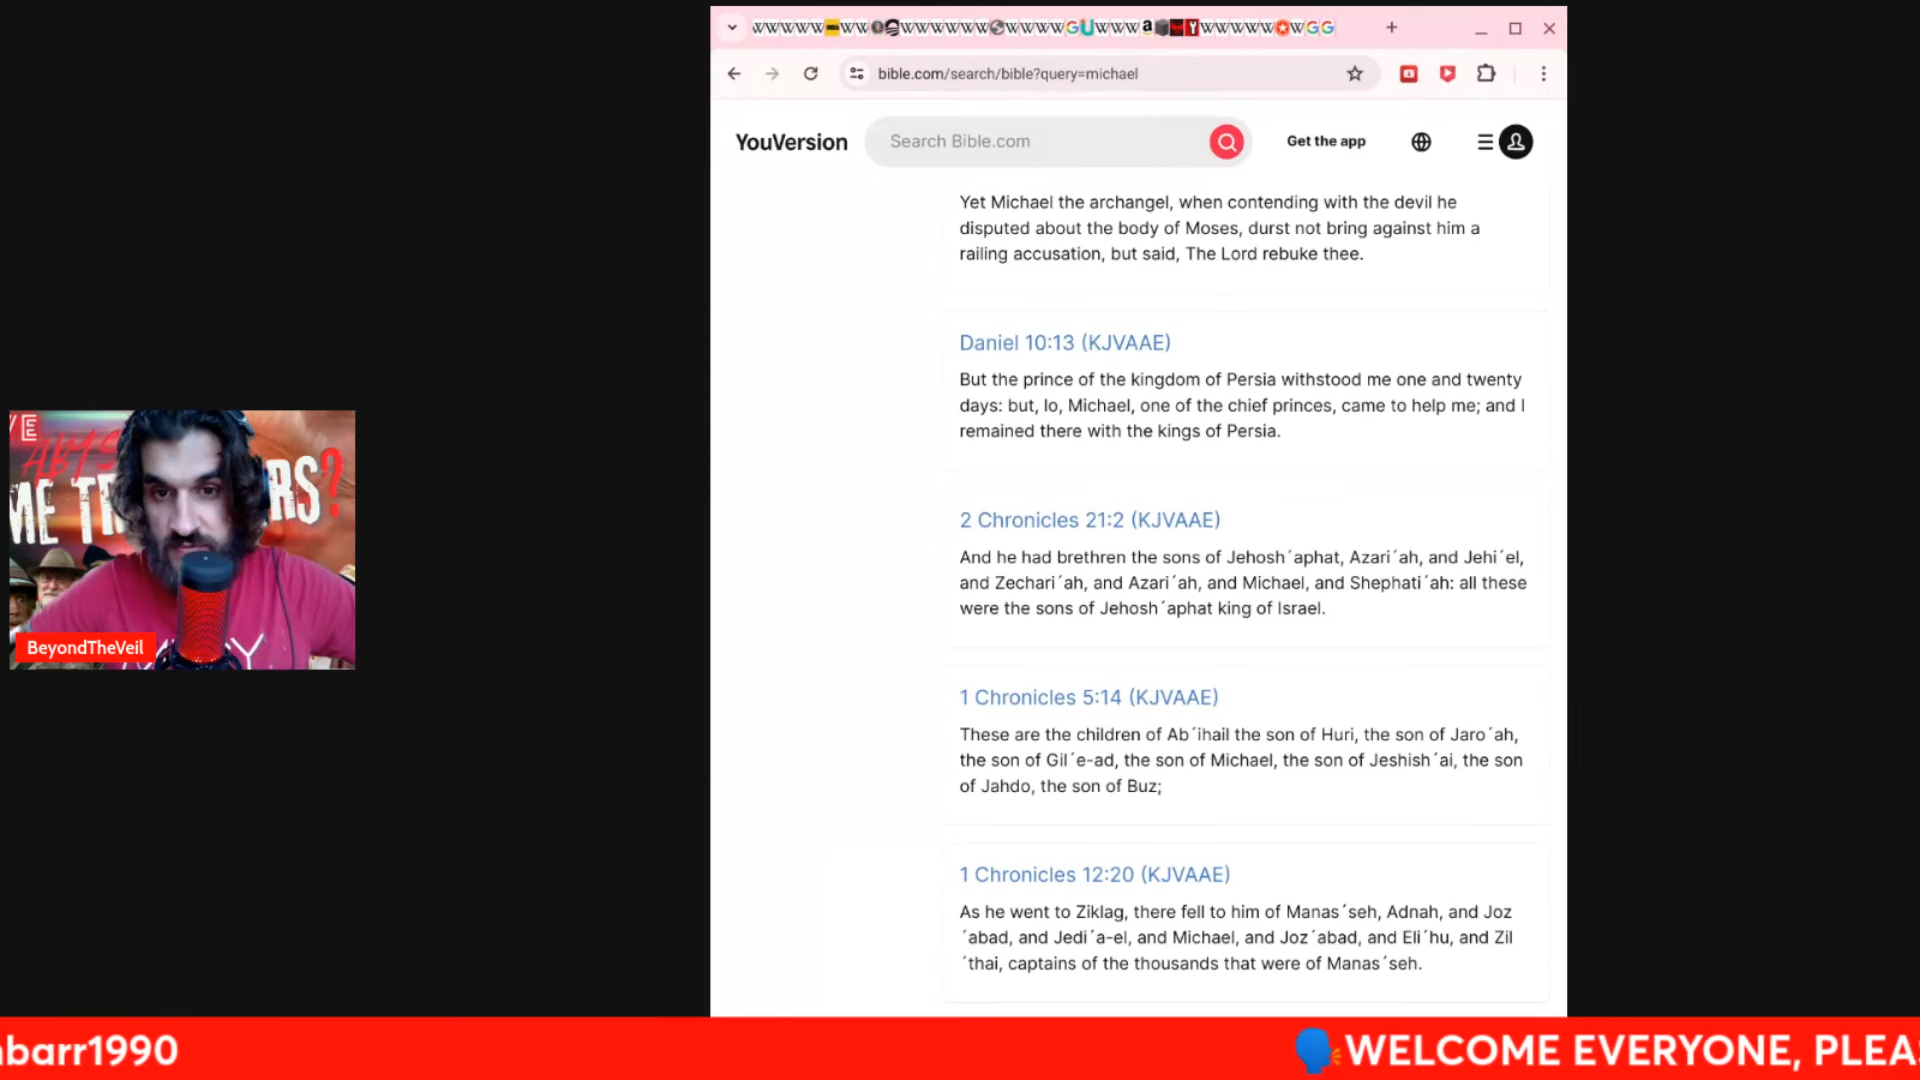 bible.com/search/bible?query=michael
YouVersion
Search Bible.com
Get the app
Yet Michael the archangel, when contending with the devil he
disputed about the body of Moses, durst not bring against him a
railing accusation, but said, The Lord rebuke thee.
Daniel 10:13 (KJVAAE)
But the prince of the kingdom of Persia withstood me one and twenty
days: but, lo, Michael, one of the chief princes, came to help me; and I
remained there with the kings of Persia.
2 Chronicles 21:2 (KJVAAE)
And he had brethren the sons of Jehosh´aphat, Azari´ah, and Jehi´el,
and Zechari´ah, and Azari´ah, and Michael, and Shephati´ah: all these
were the sons of Jehosh´aphat king of Israel.
1 Chronicles 5:14 (KJVAAE)
These are the children of Ab´ihail the son of Huri, the son of Jaro´ah,
the son of Gil´e-ad, the son of Michael, the son of Jeshish´ai, the son
of Jahdo, the son of Buz;
1 Chronicles 12:20 (KJVAAE)
As he went to Ziklag, there fell to him of Manas´seh, Adnah, and Joz
´abad, and Jedi´a-el, and Michael, and Joz´abad, and Eli´hu, and Zil
´thai, captains of the thousands that were of Manas´seh.
ABYS
ME TR RS?
BeyondTheVeil
barr1990
WELCOME EVERYONE, PLEA